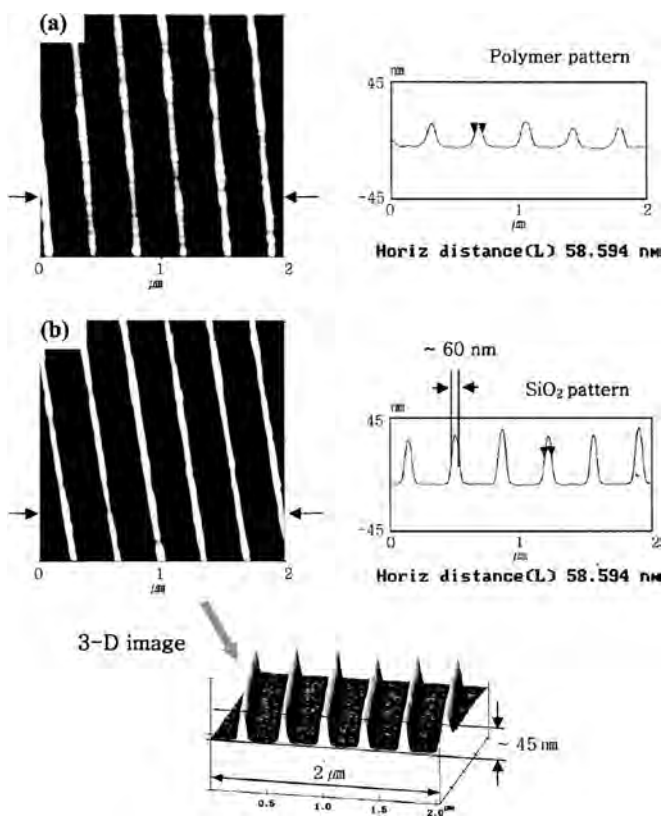 (a)
0
1
2
μm
Polymer pattern
nm
45
-45
0
1
2
μm
Horiz distance(L) 58.594 nm
(b)
0
1
2
μm
~ 60 nm
SiO₂ pattern
nm
45
-45
0
1
2
μm
Horiz distance(L) 58.594 nm
3-D image
~ 45 nm
2 μm
0.5
1.0
1.5
2.0
μm